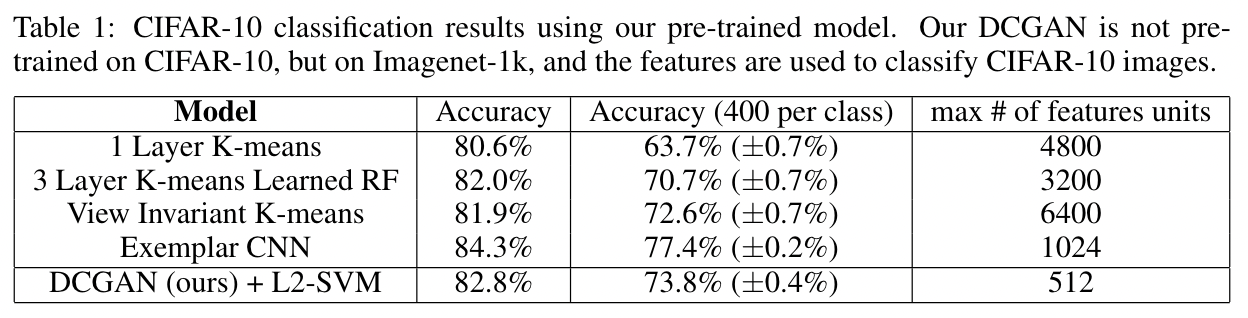 Table 1: CIFAR-10 classification results using our pre-trained model. Our DCGAN is not pre-
trained on CIFAR-10, but on Imagenet-1k, and the features are used to classify CIFAR-10 images.
Model Accuracy Accuracy (400 per class) max # of features units
1 Layer K-means 80.6% 63.7% (±0.7%) 4800
3 Layer K-means Learned RF 82.0% 70.7% (±0.7%) 3200
View Invariant K-means 81.9% 72.6% (±0.7%) 6400
Exemplar CNN 84.3% 77.4% (±0.2%) 1024
DCGAN (ours) + L2-SVM 82.8% 73.8% (±0.4%) 512